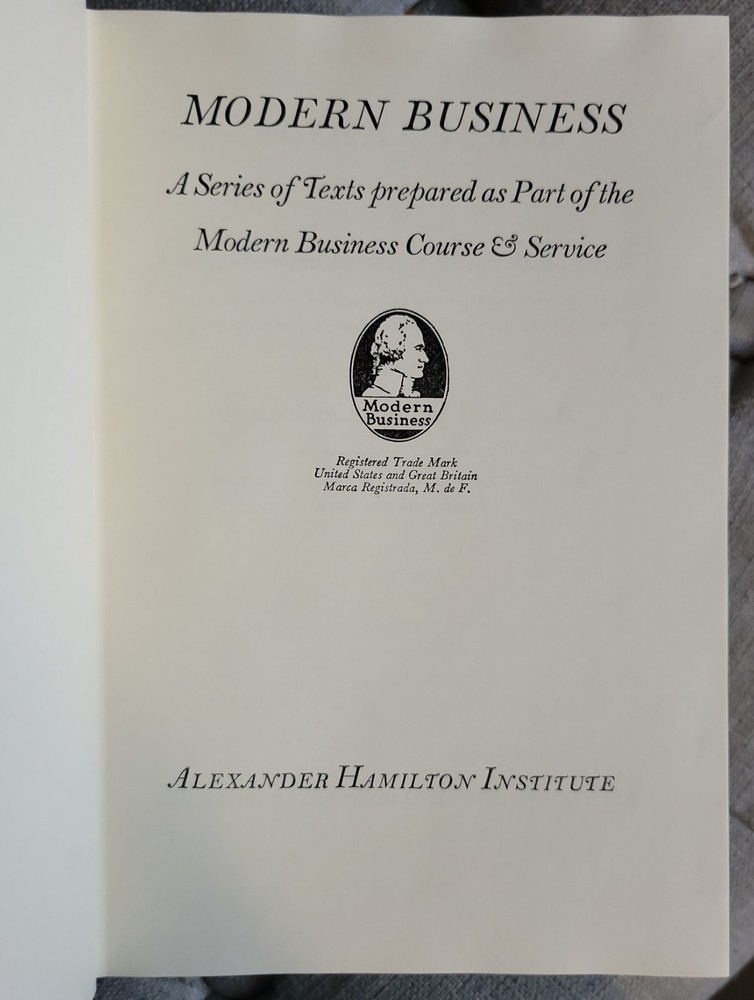 MODERN BUSINESS
A Series of Texts prepared as Part of the
Modern Business Course & Service
Modern
Business
Registered Trade Mark
United States and Great Britain
Marca Registrada, M. de F.
ALEXANDER HAMILTON INSTITUTE